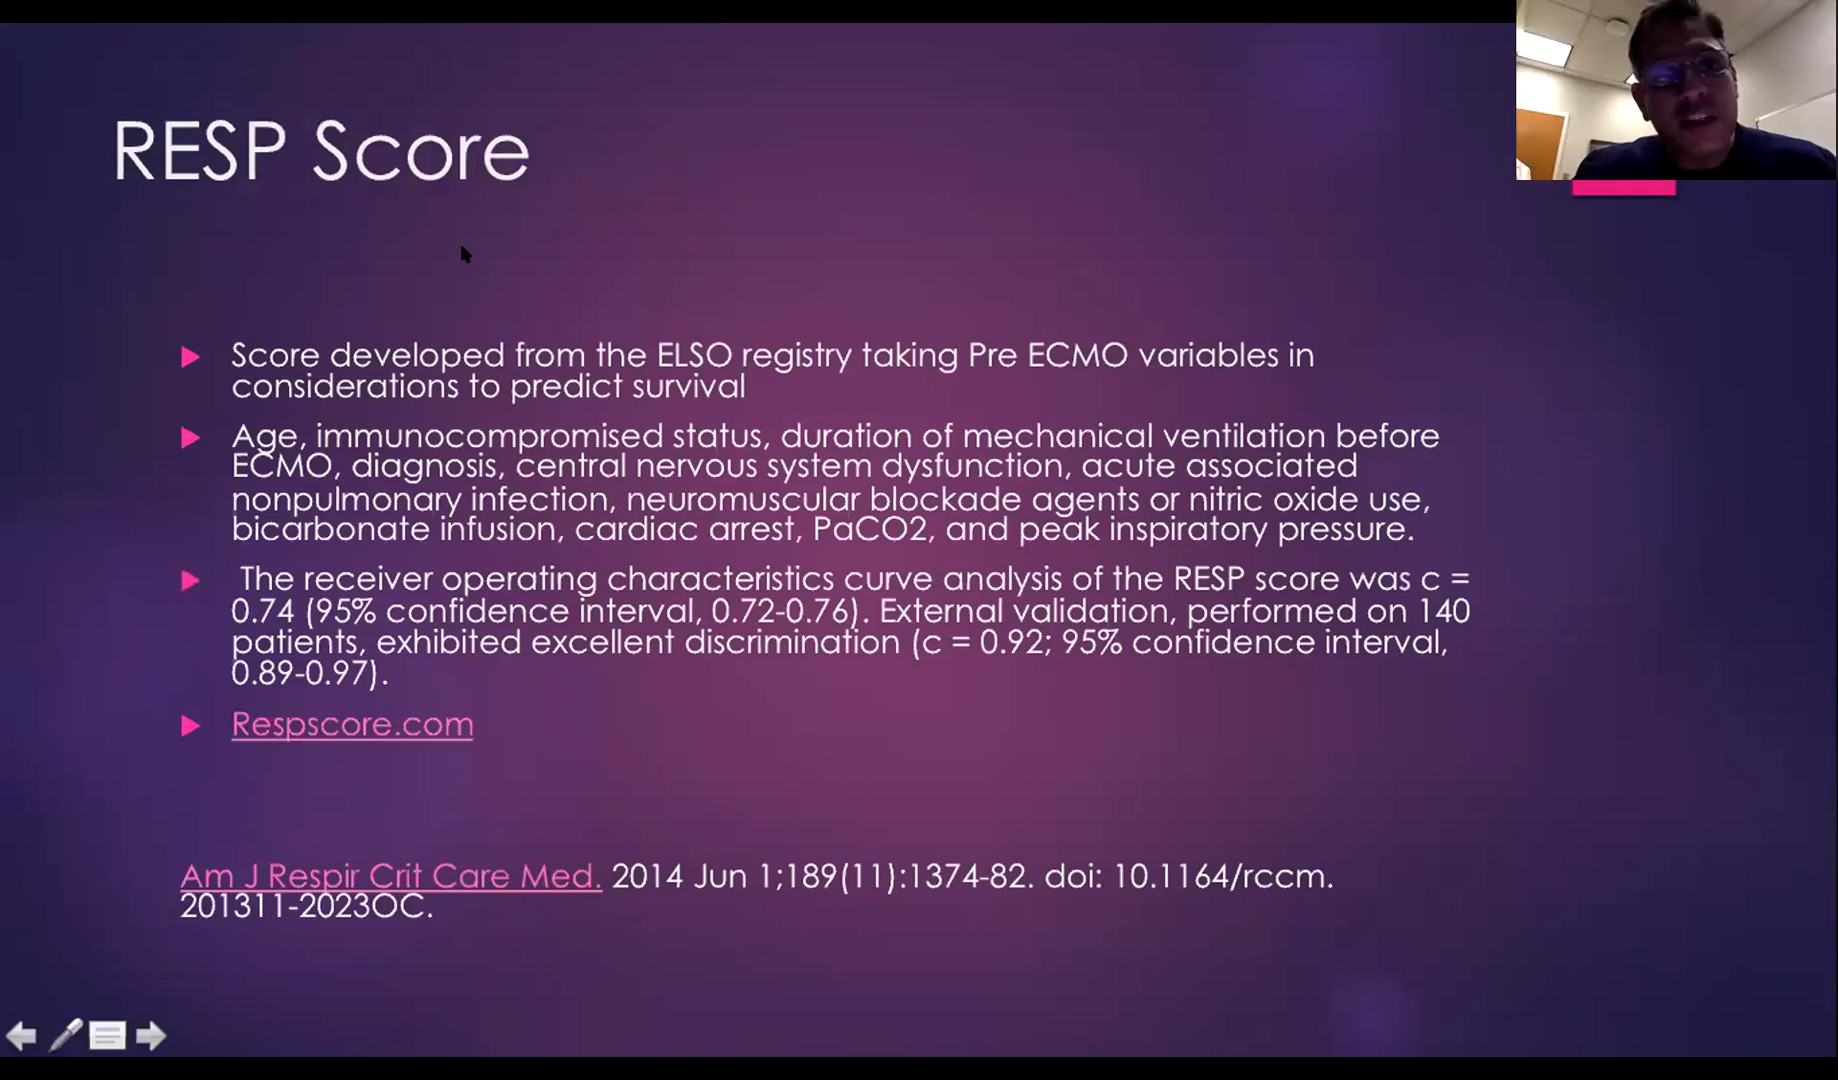 RESP Score
Score developed from the ELSO registry taking Pre ECMO variables in
considerations to predict survival
Age, immunocompromised status, duration of mechanical ventilation before
ECMO, diagnosis, central nervous system dysfunction, acute associated
nonpulmonary infection, neuromuscular blockade agents or nitric oxide use,
bicarbonate infusion, cardiac arrest, PaCO2, and peak inspiratory pressure.
The receiver operating characteristics curve analysis of the RESP score was c =
0.74 (95% confidence interval, 0.72-0.76). External validation, performed on 140
patients, exhibited excellent discrimination (c = 0.92; 95% confidence interval,
0.89-0.97).
Respscore.com
Am J Respir Crit Care Med. 2014 Jun 1;189(11):1374-82. doi: 10.1164/rccm.
201311-2023OC.